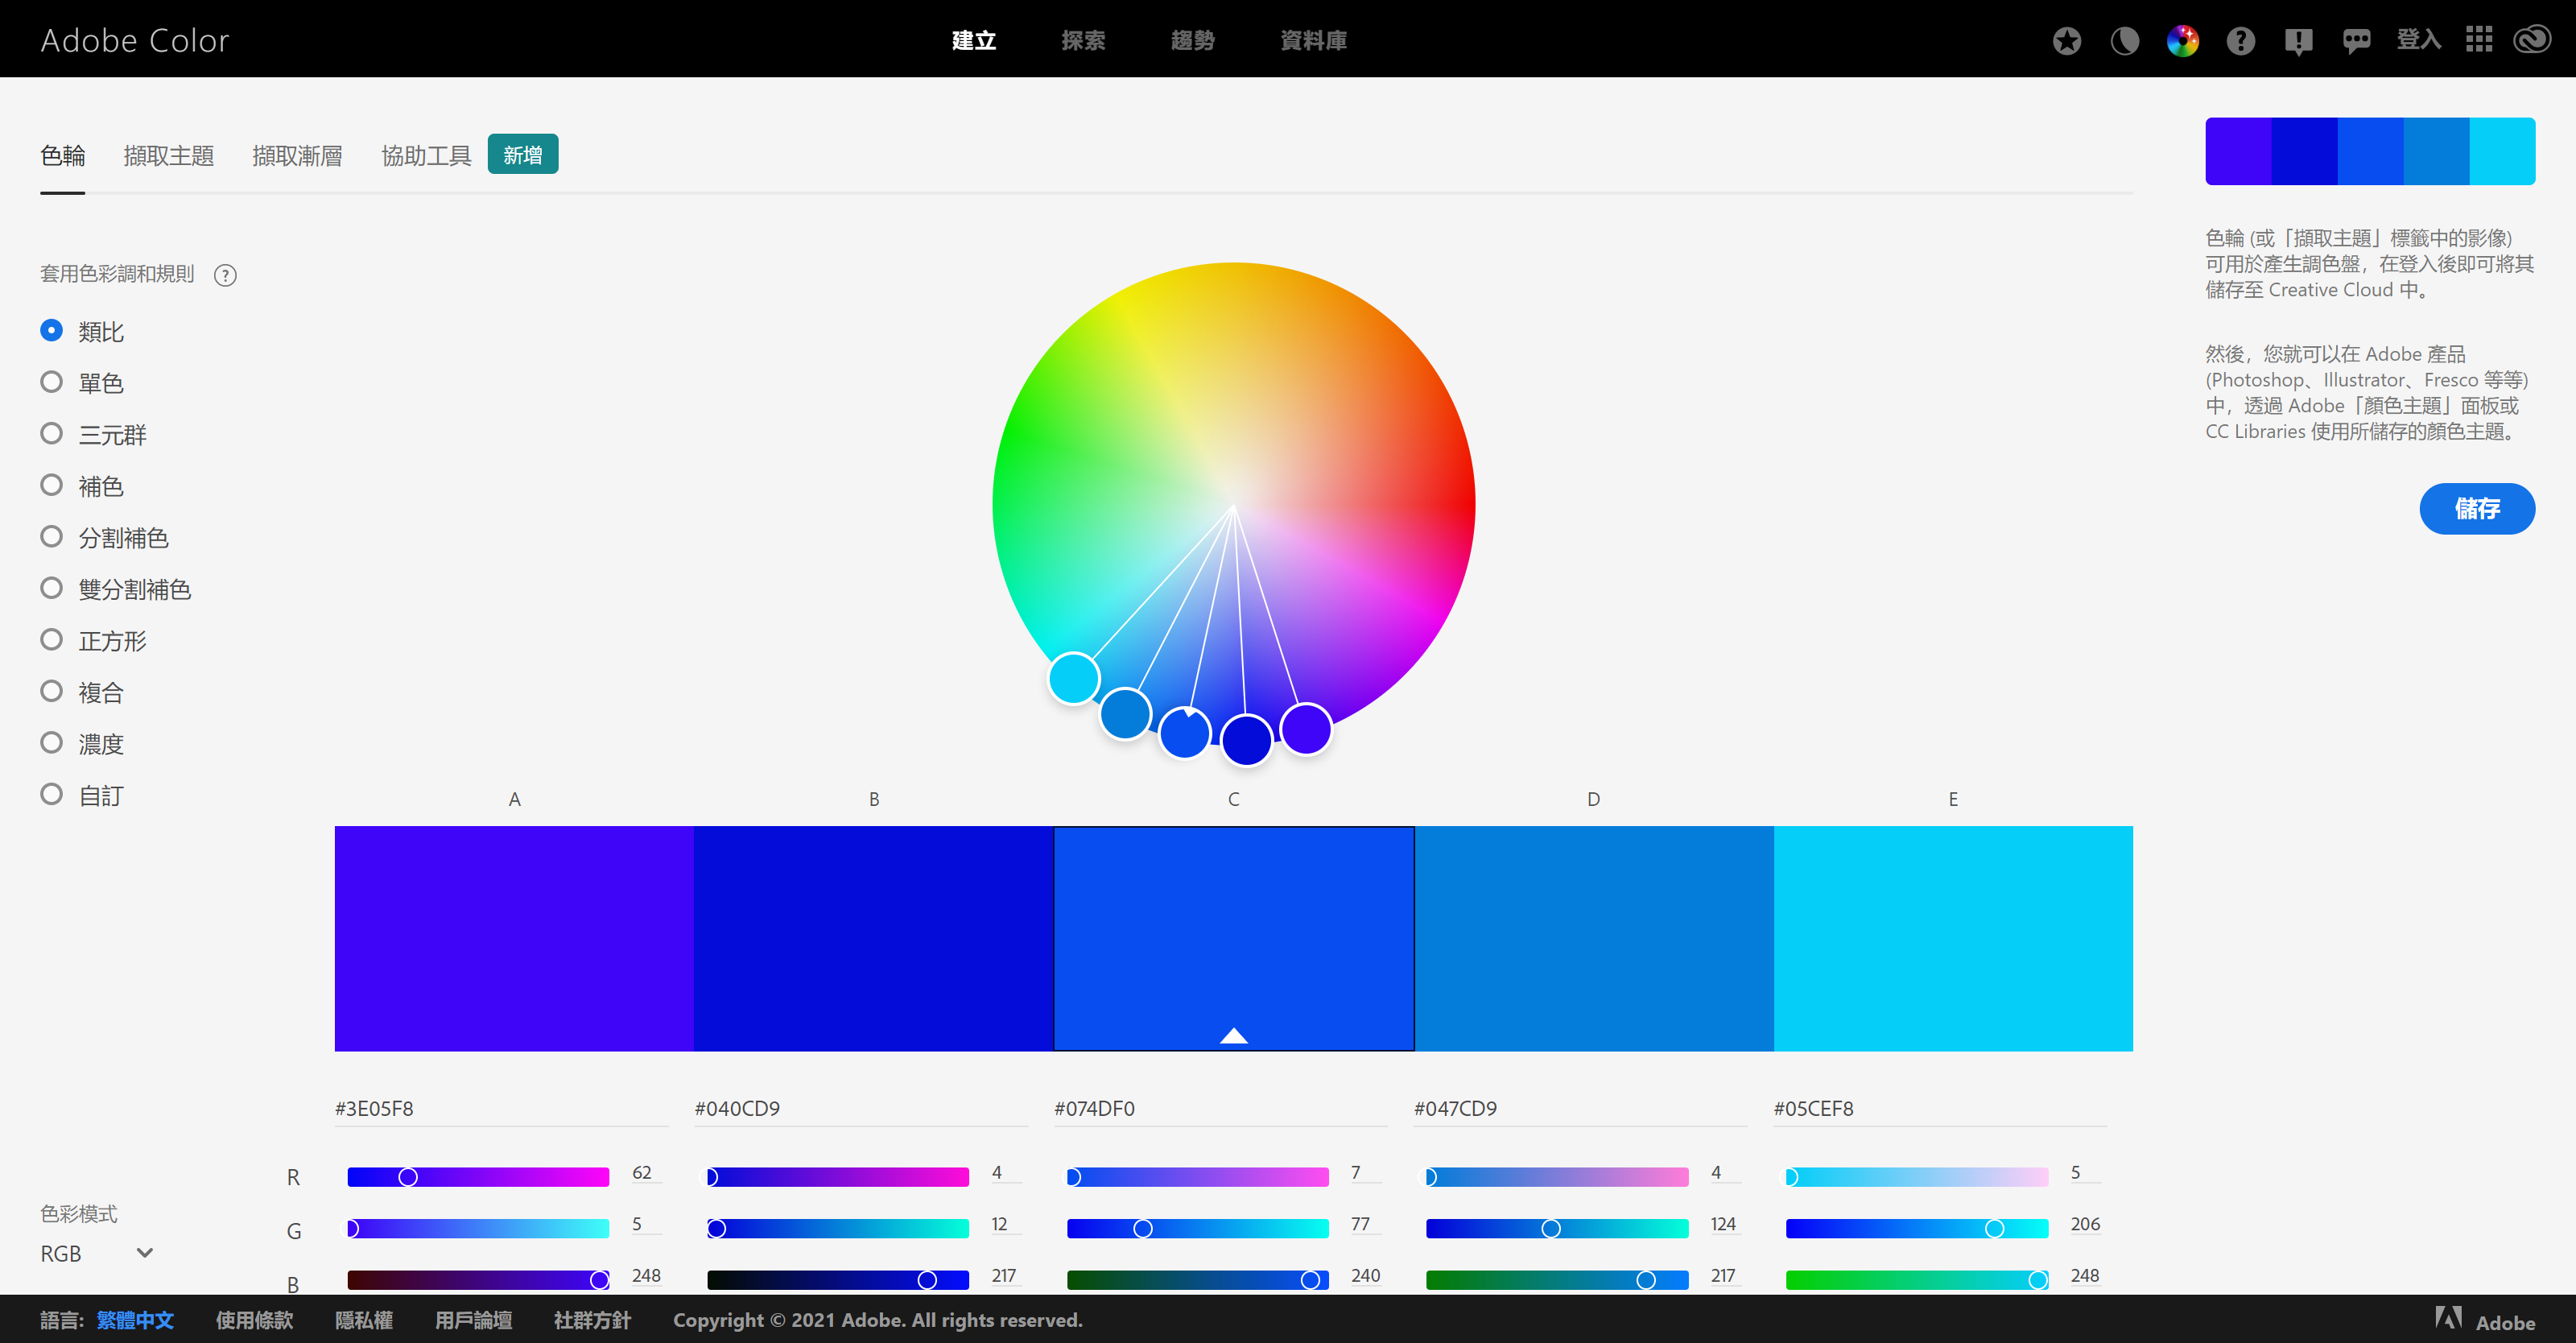 Adobe Color
建立 探索 趨勢 資料庫
登入
色輪 擷取主題 擷取漸層 協助工具 新增
套用色彩調和規則 ?
類比
單色
三元群
補色
分割補色
雙分割補色
正方形
複合
濃度
自訂
色輪 (或「擷取主題」標籤中的影像)
可用於產生調色盤，在登入後即可將其
儲存至 Creative Cloud 中。
然後，您就可以在 Adobe 產品
(Photoshop、Illustrator、Fresco 等等)
中，透過 Adobe「顏色主題」面板或
CC Libraries 使用所儲存的顏色主題。
儲存
A B C D E
#3E05F8 #040CD9 #074DF0 #047CD9 #05CEF8
R 62 4 7 4 5
G 5 12 77 124 206
B 248 217 240 217 248
色彩模式
RGB
語言: 繁體中文 使用條款 隱私權 用戶論壇 社群方針 Copyright © 2021 Adobe. All rights reserved. Adobe